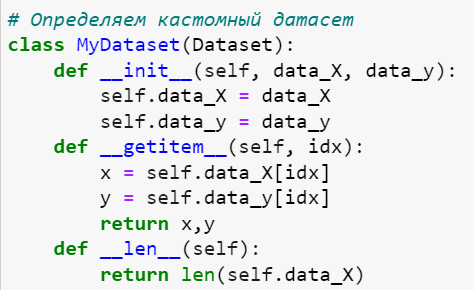 # Определяем кастомный датасет
class MyDataset(Dataset):
    def __init__(self, data_X, data_y):
        self.data_X = data_X
        self.data_y = data_y
    def __getitem__(self, idx):
        x = self.data_X[idx]
        y = self.data_y[idx]
        return x,y
    def __len__(self):
        return len(self.data_X)